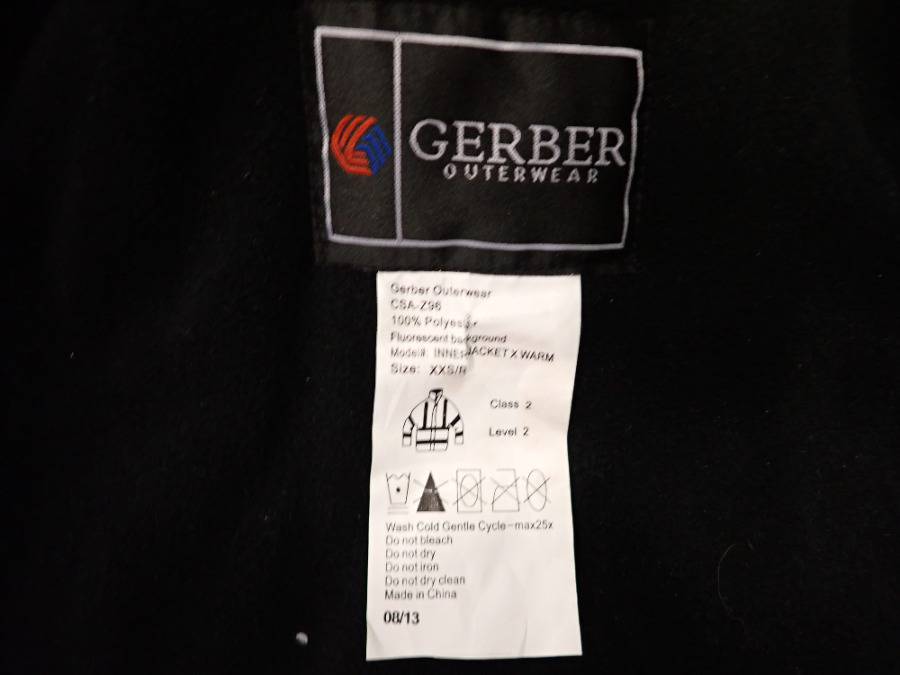 GERBER
OUTERWEAR
Gerber Outerwear
CSA-Z96
100% Polyester
Fluorescent background
Model#: INNER JACKET X WARM
Size: XXS/R
Class 2
Level 2
Wash Cold Gentle Cycle-max25x
Do not bleach
Do not dry
Do not iron
Do not dry clean
Made in China
08/13